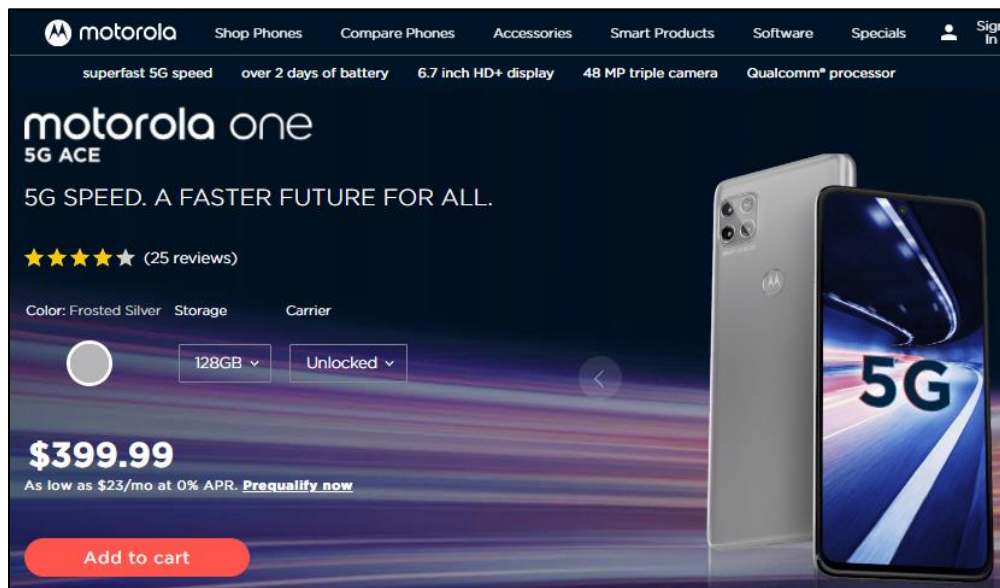 motorola Shop Phones Compare Phones Accessories Smart Products Software Specials Sign In
superfast 5G speed over 2 days of battery 6.7 inch HD+ display 48 MP triple camera Qualcomm® processor
motorola one
5G ACE
5G SPEED. A FASTER FUTURE FOR ALL.
(25 reviews)
Color: Frosted Silver Storage Carrier
128GB Unlocked
5G
$399.99
As low as $23/mo at 0% APR. Prequalify now
Add to cart